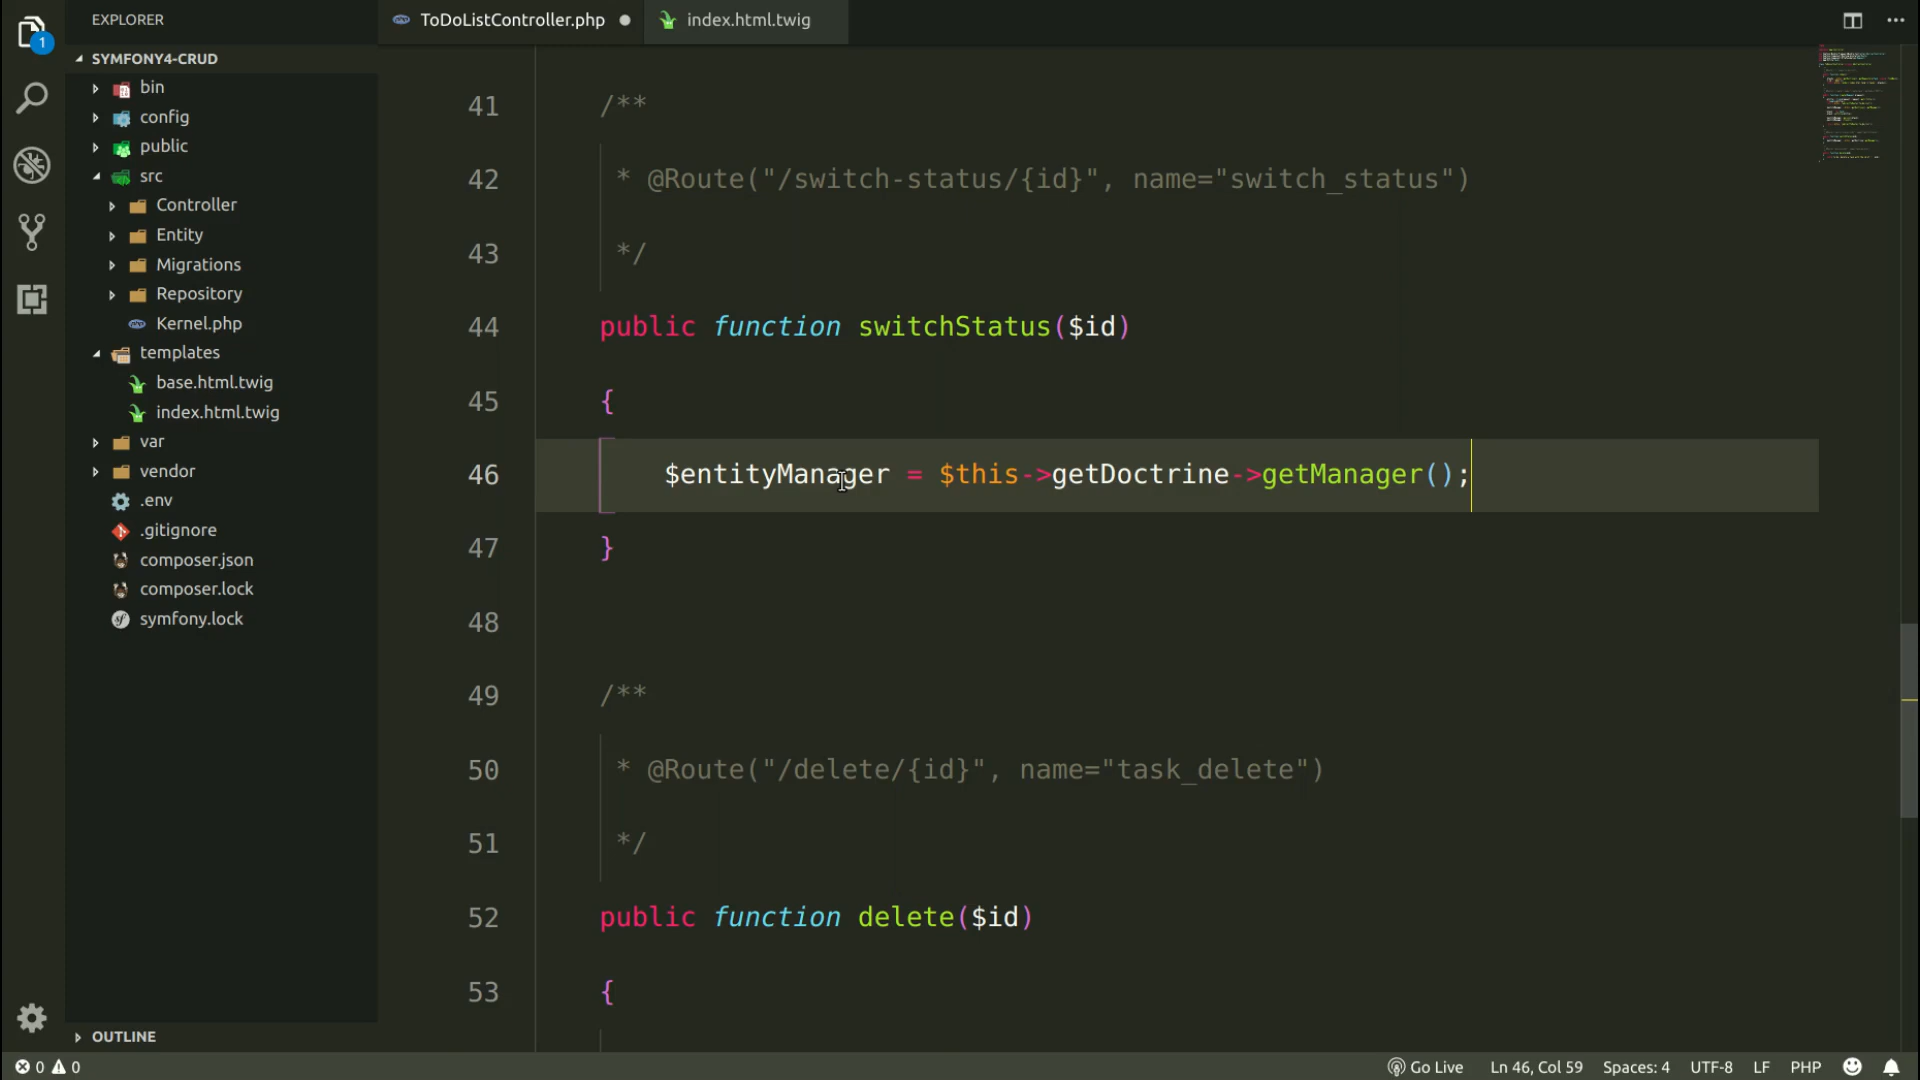 EXPLORER
ToDoListController.php
index.html.twig
1
SYMFONY4-CRUD
bin
config
public
src
Controller
Entity
Migrations
Repository
Kernel.php
templates
base.html.twig
index.html.twig
var
vendor
.env
.gitignore
composer.json
composer.lock
symfony.lock
OUTLINE
41 /**
42 * @Route("/switch-status/{id}", name="switch_status")
43 */
44 public function switchStatus($id)
45 {
46 $entityManager = $this->getDoctrine->getManager();
47 }
48
49 /**
50 * @Route("/delete/{id}", name="task_delete")
51 */
52 public function delete($id)
53 {
0 0
Go Live Ln 46, Col 59 Spaces: 4 UTF-8 LF PHP